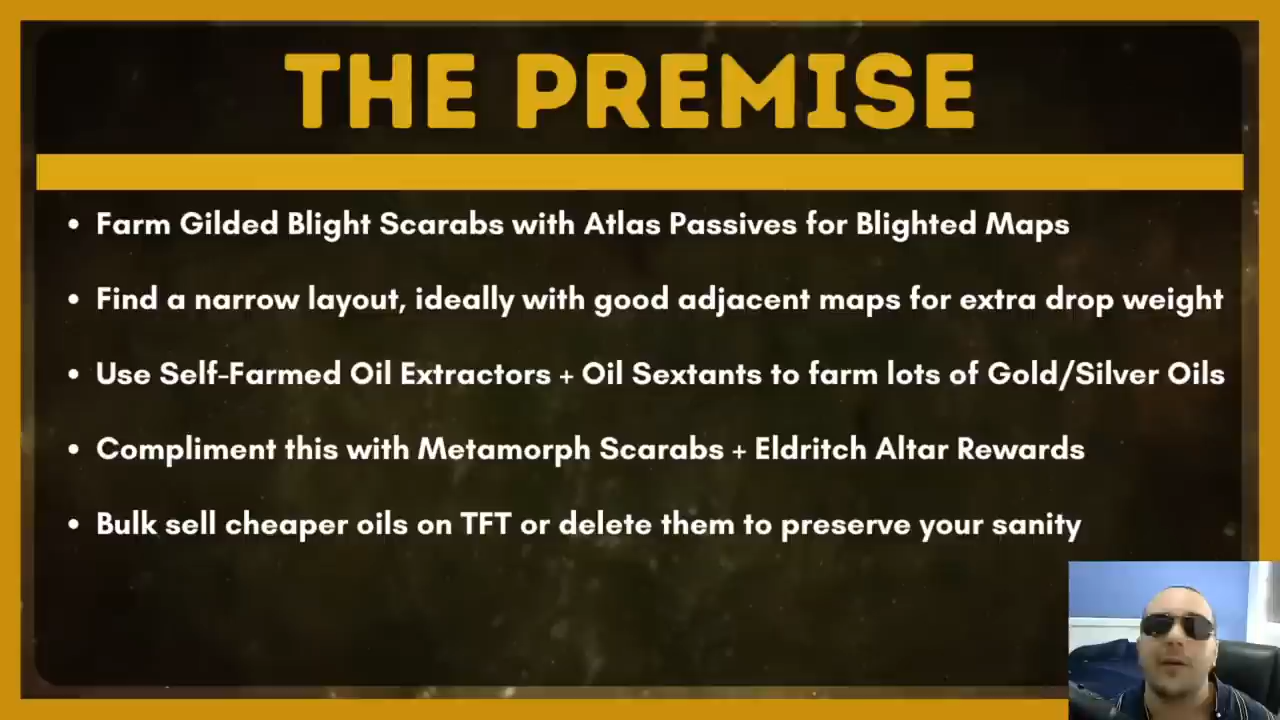 THE PREMISE
• Farm Gilded Blight Scarabs with Atlas Passives for Blighted Maps
• Find a narrow layout, ideally with good adjacent maps for extra drop weight
• Use Self-Farmed Oil Extractors + Oil Sextants to farm lots of Gold/Silver Oils
• Compliment this with Metamorph Scarabs + Eldritch Altar Rewards
• Bulk sell cheaper oils on TFT or delete them to preserve your sanity